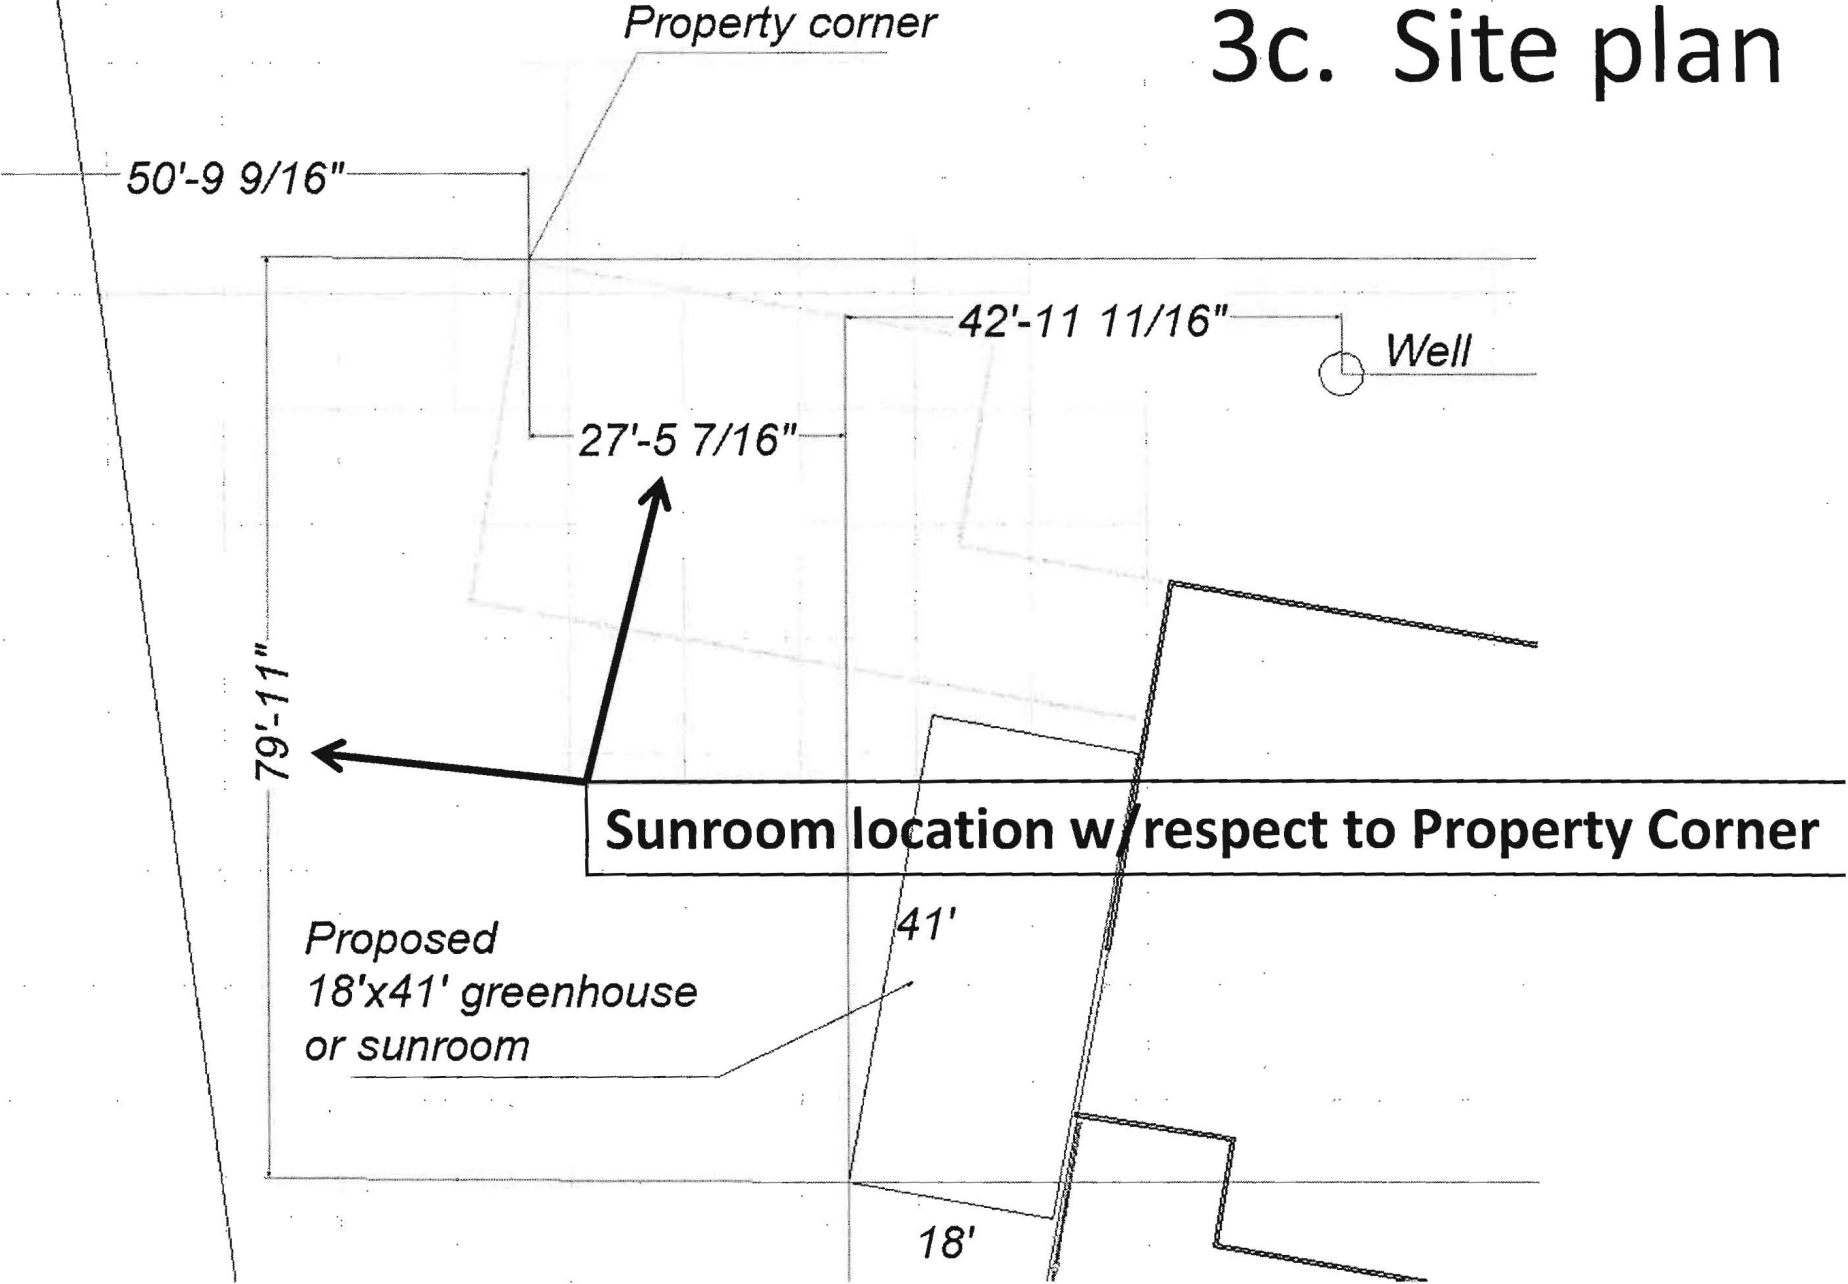 Property corner
3c. Site plan
50'-9 9/16"
42'-11 11/16"
Well
27'-5 7/16"
79'-11"
Sunroom location w/respect to Property Corner
41'
Proposed
18'x41' greenhouse
or sunroom
18'